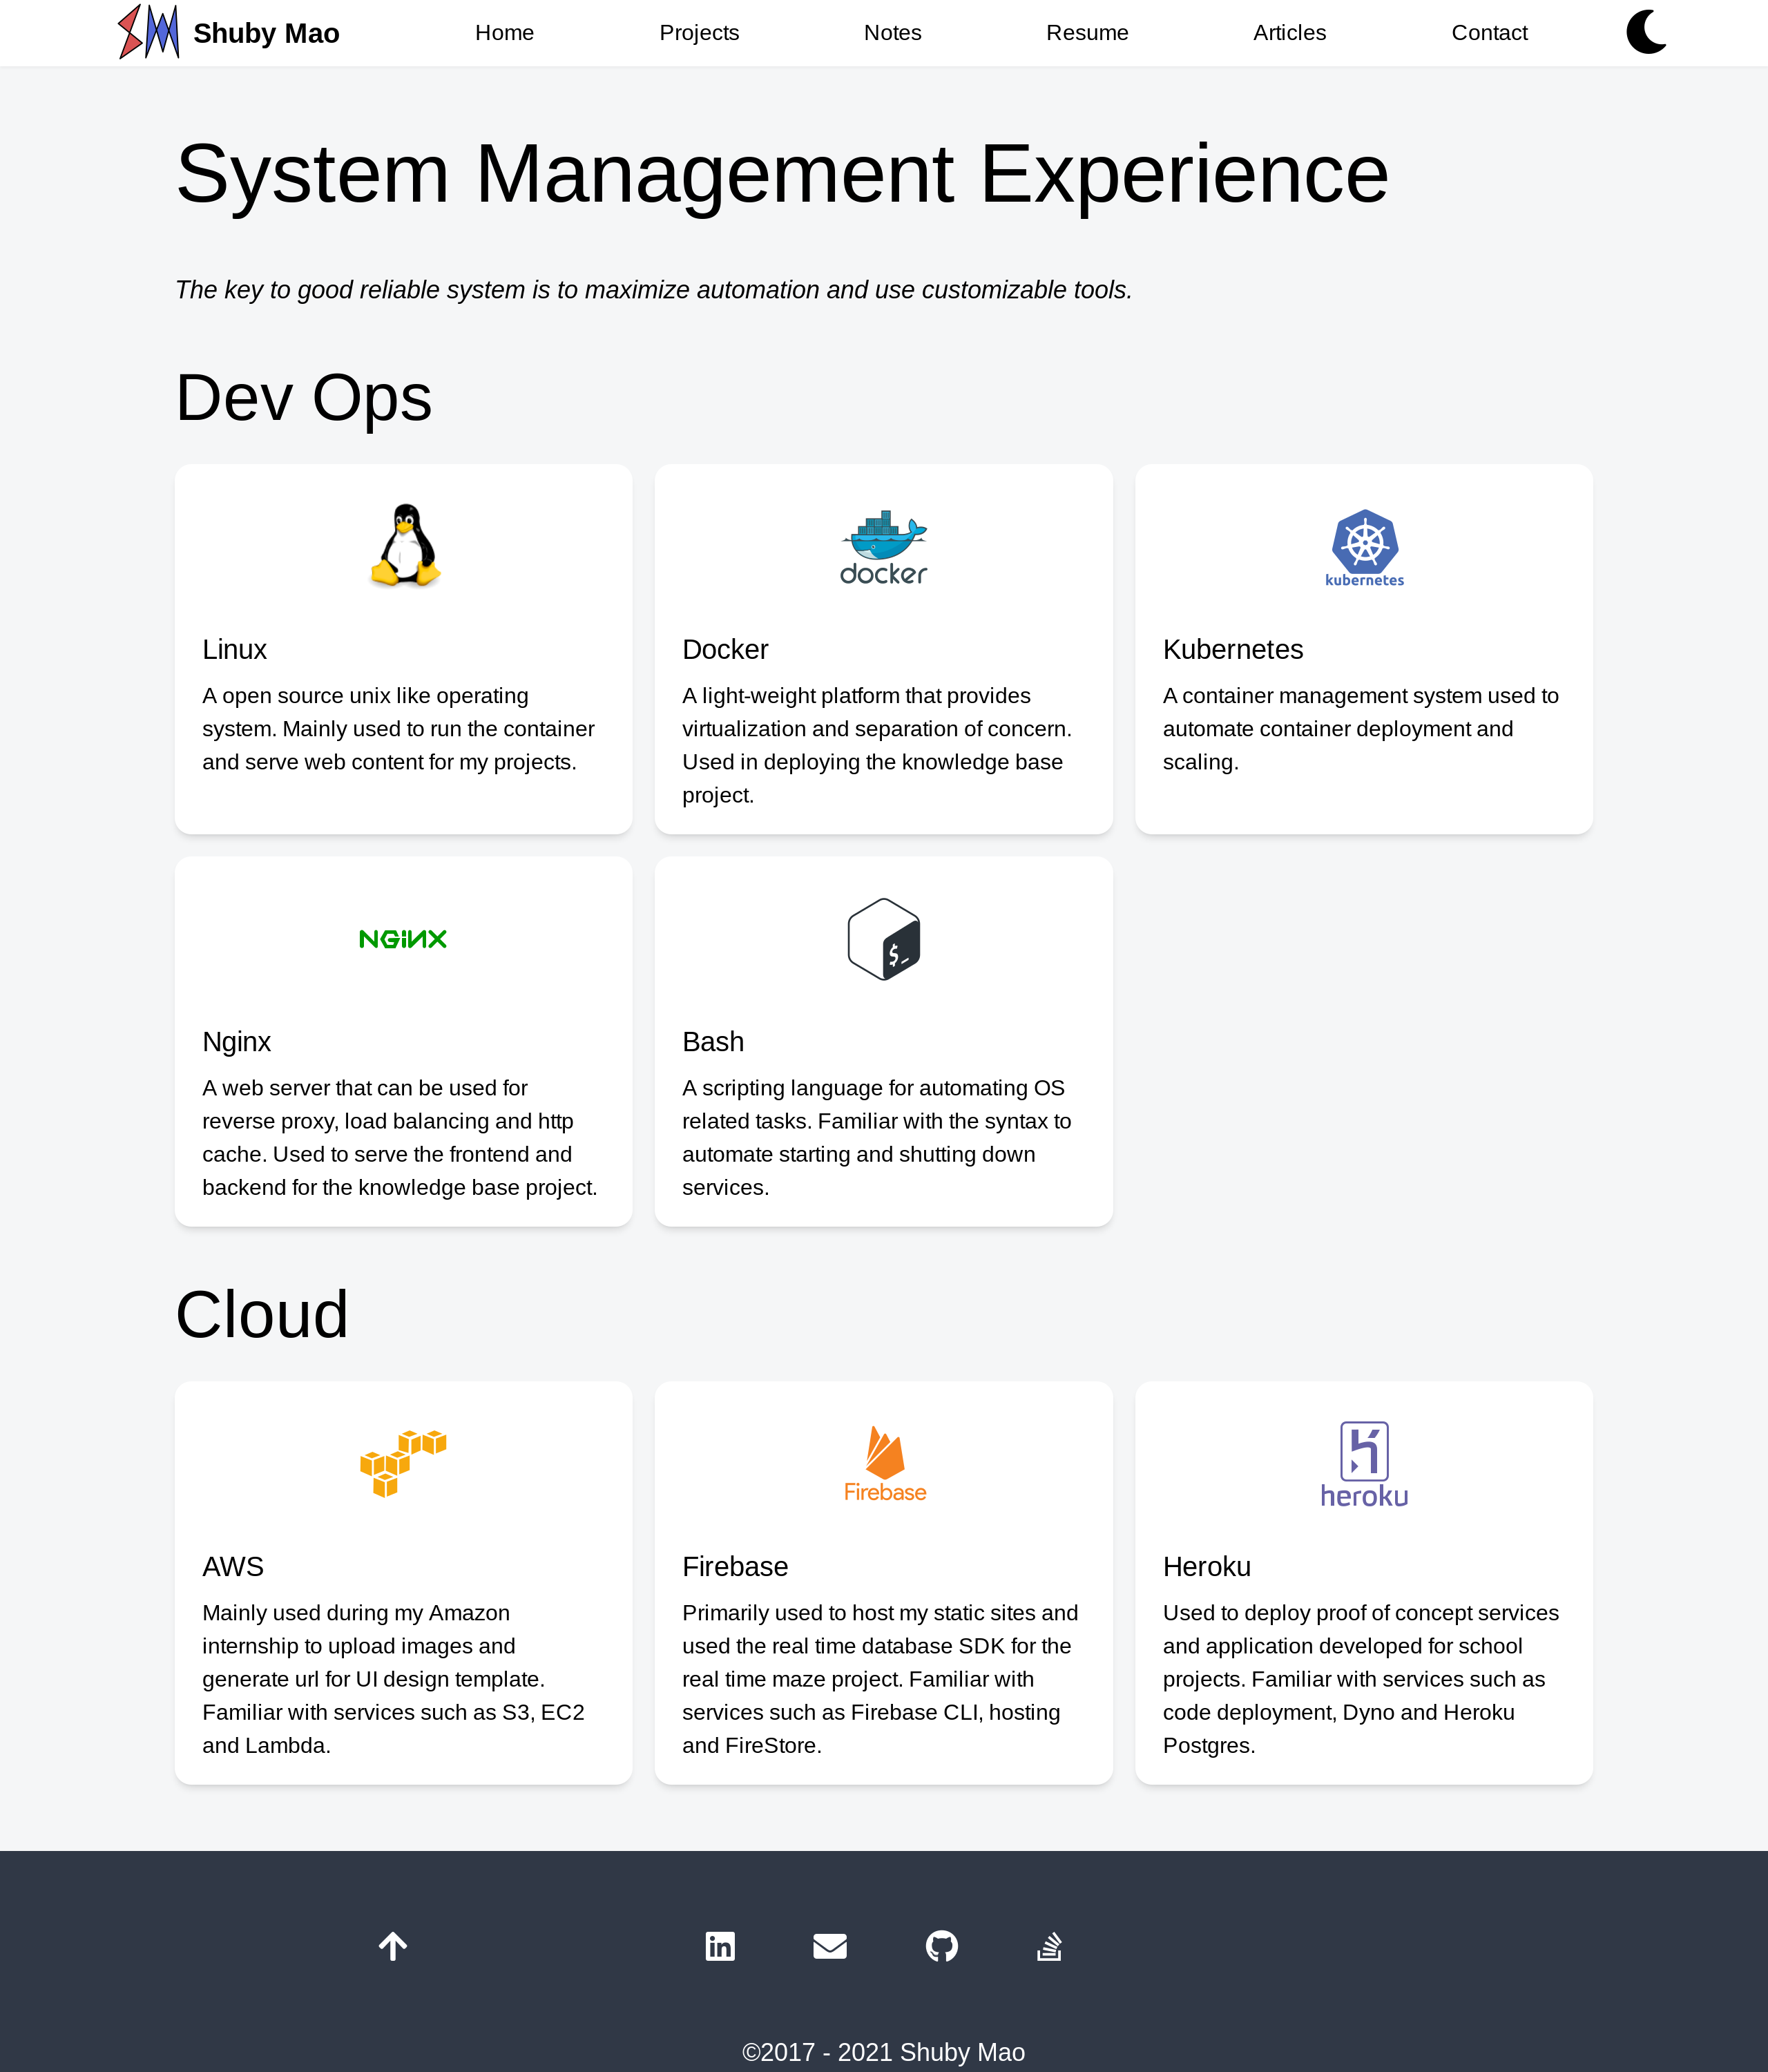 SM Shuby Mao Home Projects Notes Resume Articles Contact
System Management Experience
The key to good reliable system is to maximize automation and use customizable tools.
Dev Ops
Linux
A open source unix like operating
system. Mainly used to run the container
and serve web content for my projects.
docker
Docker
A light-weight platform that provides
virtualization and separation of concern.
Used in deploying the knowledge base
project.
kubernetes
Kubernetes
A container management system used to
automate container deployment and
scaling.
NGiNX
Nginx
A web server that can be used for
reverse proxy, load balancing and http
cache. Used to serve the frontend and
backend for the knowledge base project.
$_
Bash
A scripting language for automating OS
related tasks. Familiar with the syntax to
automate starting and shutting down
services.
Cloud
AWS
Mainly used during my Amazon
internship to upload images and
generate url for UI design template.
Familiar with services such as S3, EC2
and Lambda.
Firebase
Firebase
Primarily used to host my static sites and
used the real time database SDK for the
real time maze project. Familiar with
services such as Firebase CLI, hosting
and FireStore.
heroku
Heroku
Used to deploy proof of concept services
and application developed for school
projects. Familiar with services such as
code deployment, Dyno and Heroku
Postgres.
in
©2017 - 2021 Shuby Mao